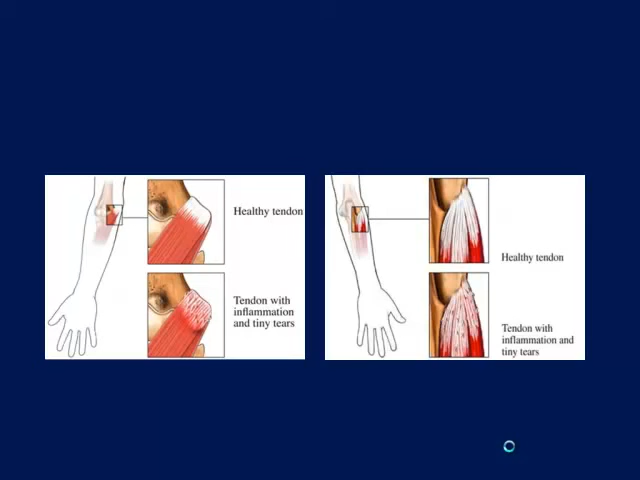 Healthy tendon
Tendon with
inflammation
and tiny tears
Healthy tendon
Tendon with
inflammation and
tiny tears